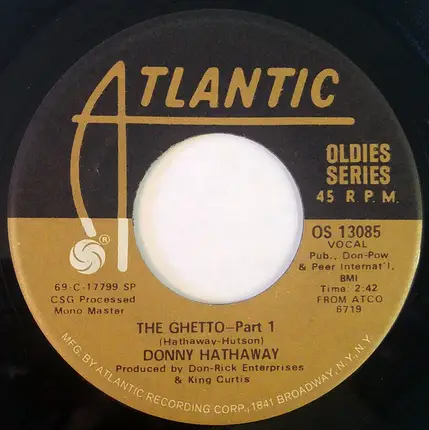 ATLANTIC
OLDIES
SERIES
45 R.P.M.
®
OS 13085
VOCAL
Pub., Don-Pow
& Peer Internat'l,
BMI
Time: 2:42
FROM ATCO
6719
69-C-17799 SP
CSG Processed
Mono Master
THE GHETTO—Part 1
(Hathaway-Hutson)
DONNY HATHAWAY
Produced by Don-Rick Enterprises
& King Curtis
MFG. BY ATLANTIC RECORDING CORP., 1841 BROADWAY, N.Y., N.Y.